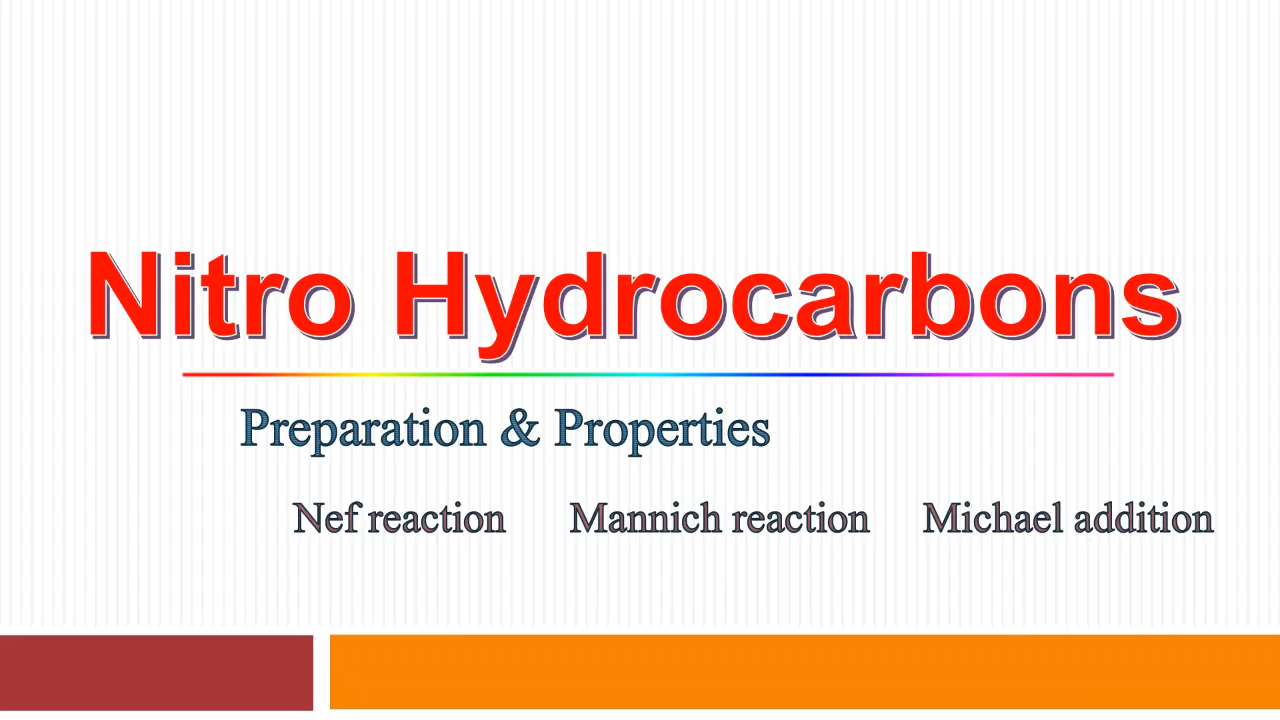 Nitro Hydrocarbons
Preparation & Properties
Nef reaction Mannich reaction Michael addition